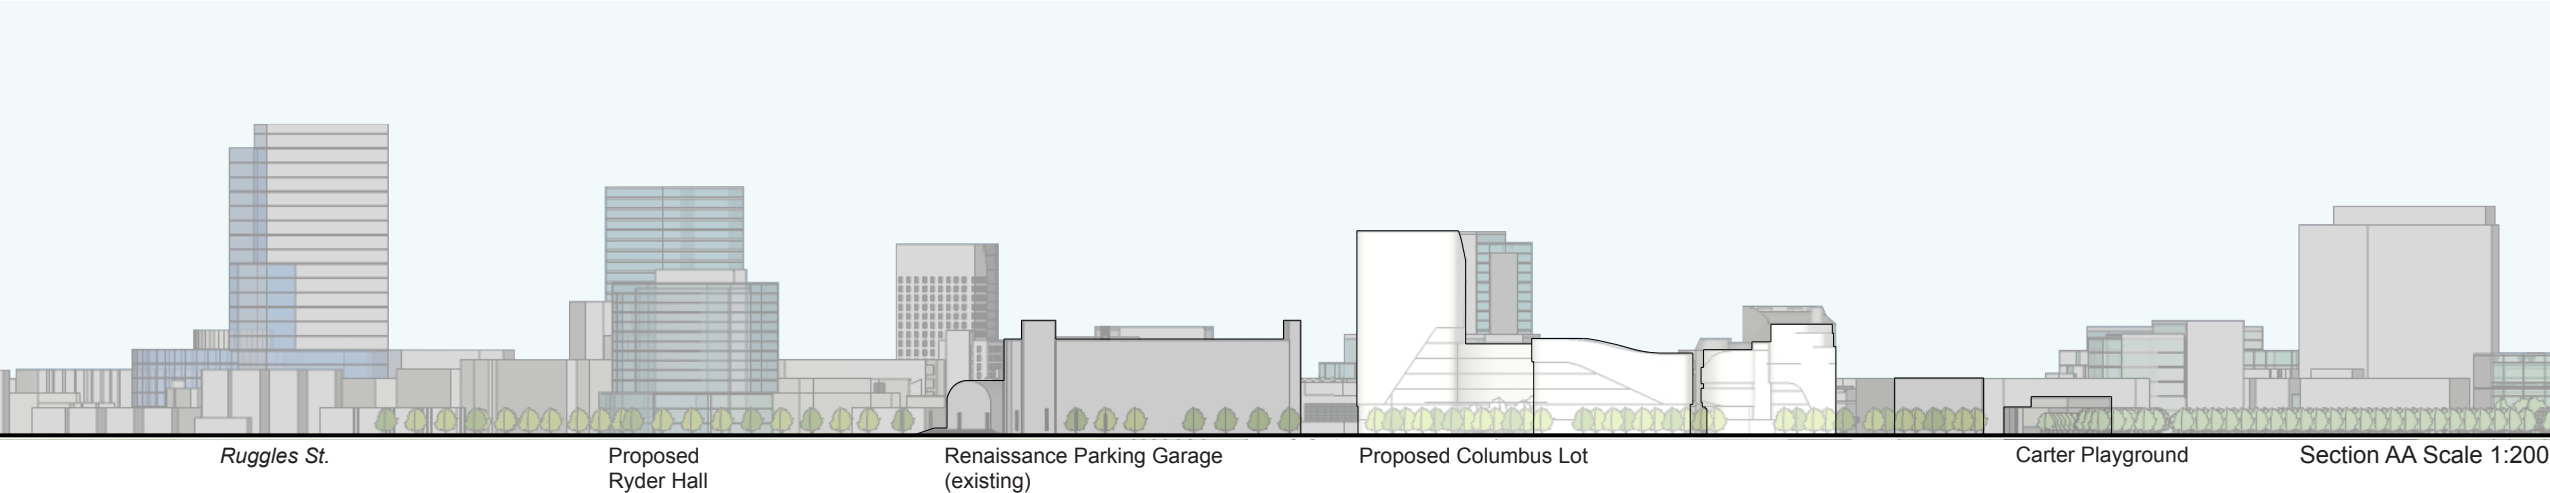 Ruggles St.
Proposed
Ryder Hall
Renaissance Parking Garage
(existing)
Proposed Columbus Lot
Carter Playground
Section AA Scale 1:200